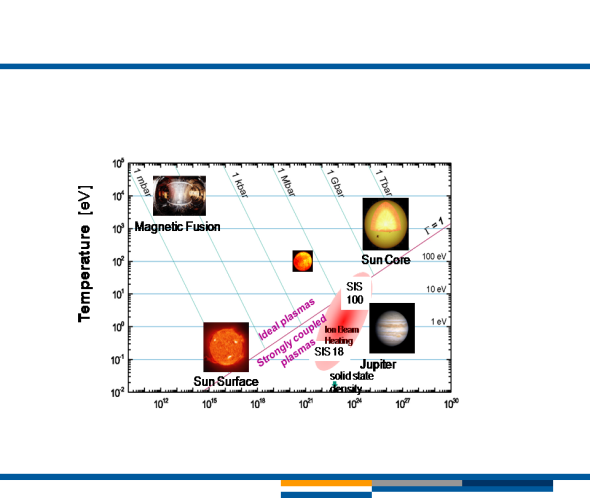 10⁵
10⁴
10³
10²
10¹
10⁰
10⁻¹
10⁻²
Temperature [eV]
1 mbar
1 kbar
1 Mbar
1 Gbar
1 Tbar
Magnetic Fusion
Γ = 1
Sun Core
100 eV
10 eV
1 eV
SIS
100
Ideal plasmas
Strongly coupled
plasmas
Ion Beam
Heating
SIS 18
Jupiter
Sun Surface
solid state
density
10¹²
10¹⁵
10¹⁸
10²¹
10²⁴
10²⁷
10³⁰